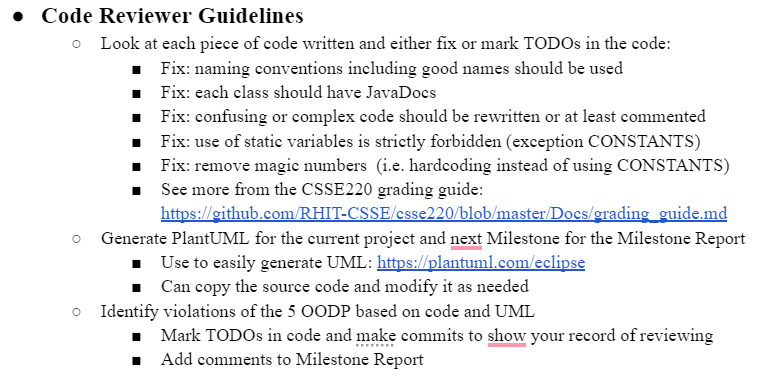 ● Code Reviewer Guidelines
○ Look at each piece of code written and either fix or mark TODOs in the code:
■ Fix: naming conventions including good names should be used
■ Fix: each class should have JavaDocs
■ Fix: confusing or complex code should be rewritten or at least commented
■ Fix: use of static variables is strictly forbidden (exception CONSTANTS)
■ Fix: remove magic numbers (i.e. hardcoding instead of using CONSTANTS)
■ See more from the CSSE220 grading guide:
https://github.com/RHIT-CSSE/csse220/blob/master/Docs/grading_guide.md
○ Generate PlantUML for the current project and next Milestone for the Milestone Report
■ Use to easily generate UML: https://plantuml.com/eclipse
■ Can copy the source code and modify it as needed
○ Identify violations of the 5 OODP based on code and UML
■ Mark TODOs in code and make commits to show your record of reviewing
■ Add comments to Milestone Report